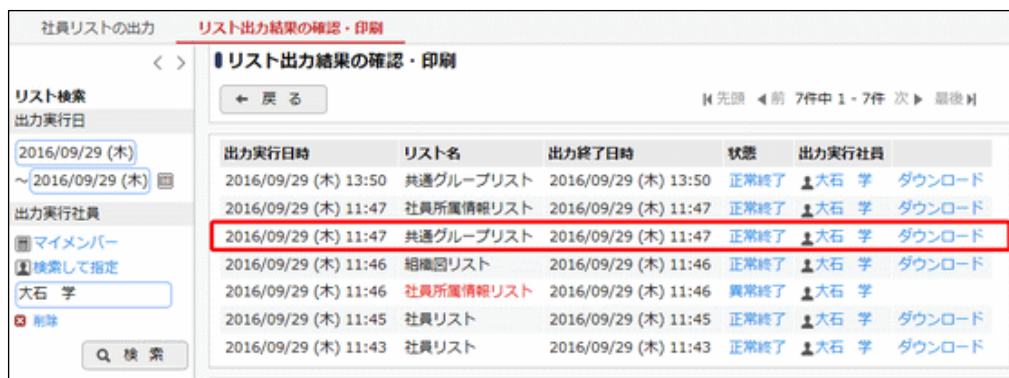 社員リストの出力 リスト出力結果の確認・印刷
リスト検索
出力実行日
2016/09/29 (木)
～2016/09/29 (木)
出力実行社員
マイメンバー
検索して指定
大石 学
削除
検索
リスト出力結果の確認・印刷
← 戻る 先頭 前 7件中 1 - 7件 次 最後
出力実行日時 リスト名 出力終了日時 状態 出力実行社員
2016/09/29 (木) 13:50 共通グループリスト 2016/09/29 (木) 13:50 正常終了 大石 学 ダウンロード
2016/09/29 (木) 11:47 社員所属情報リスト 2016/09/29 (木) 11:47 正常終了 大石 学 ダウンロード
2016/09/29 (木) 11:47 共通グループリスト 2016/09/29 (木) 11:47 正常終了 大石 学 ダウンロード
2016/09/29 (木) 11:46 組織図リスト 2016/09/29 (木) 11:46 正常終了 大石 学 ダウンロード
2016/09/29 (木) 11:46 社員所属情報リスト 2016/09/29 (木) 11:46 異常終了 大石 学
2016/09/29 (木) 11:45 社員リスト 2016/09/29 (木) 11:45 正常終了 大石 学 ダウンロード
2016/09/29 (木) 11:43 社員リスト 2016/09/29 (木) 11:43 正常終了 大石 学 ダウンロード